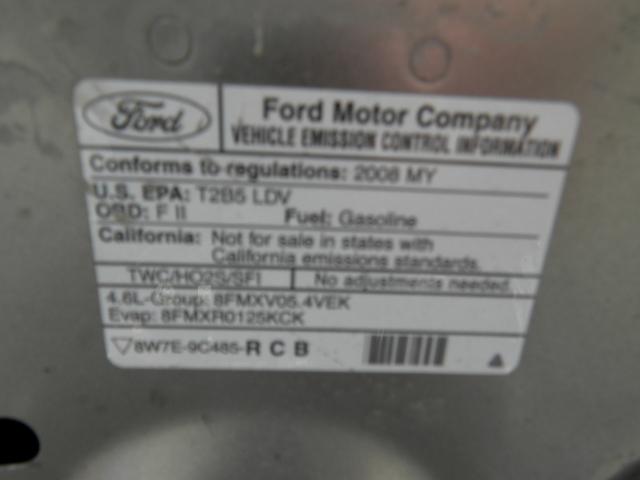 Ford
Ford Motor Company
VEHICLE EMISSION CONTROL INFORMATION
Conforms to regulations: 2008 MY
U.S. EPA: T2B5 LDV
OBD: F II Fuel: Gasoline
California: Not for sale in states with
California emissions standards.
TWC/HO2S/SFI No adjustments needed.
4.6L-Group: 8FMXV05.4VEK
Evap: 8FMXR0125KCK
8W7E-9C485-R C B